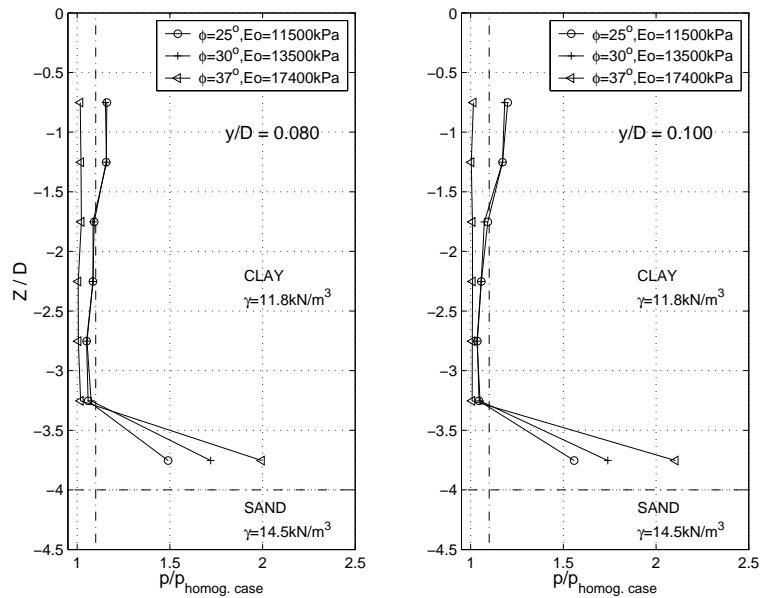 φ=25°,Eo=11500kPa
φ=30°,Eo=13500kPa
φ=37°,Eo=17400kPa
y/D = 0.080
CLAY
γ=11.8kN/m³
SAND
γ=14.5kN/m³
Z / D
0
−0.5
−1
−1.5
−2
−2.5
−3
−3.5
−4
−4.5
1 1.5 2 2.5
p/p homog. case
φ=25°,Eo=11500kPa
φ=30°,Eo=13500kPa
φ=37°,Eo=17400kPa
y/D = 0.100
CLAY
γ=11.8kN/m³
SAND
γ=14.5kN/m³
0
−0.5
−1
−1.5
−2
−2.5
−3
−3.5
−4
−4.5
1 1.5 2 2.5
p/p homog. case